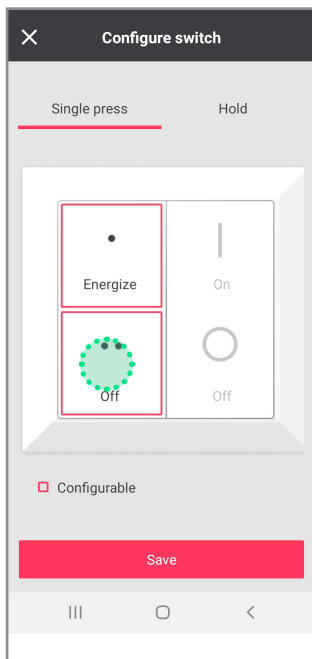 Configure switch
Single press Hold
Energize On
Off Off
Configurable
Save